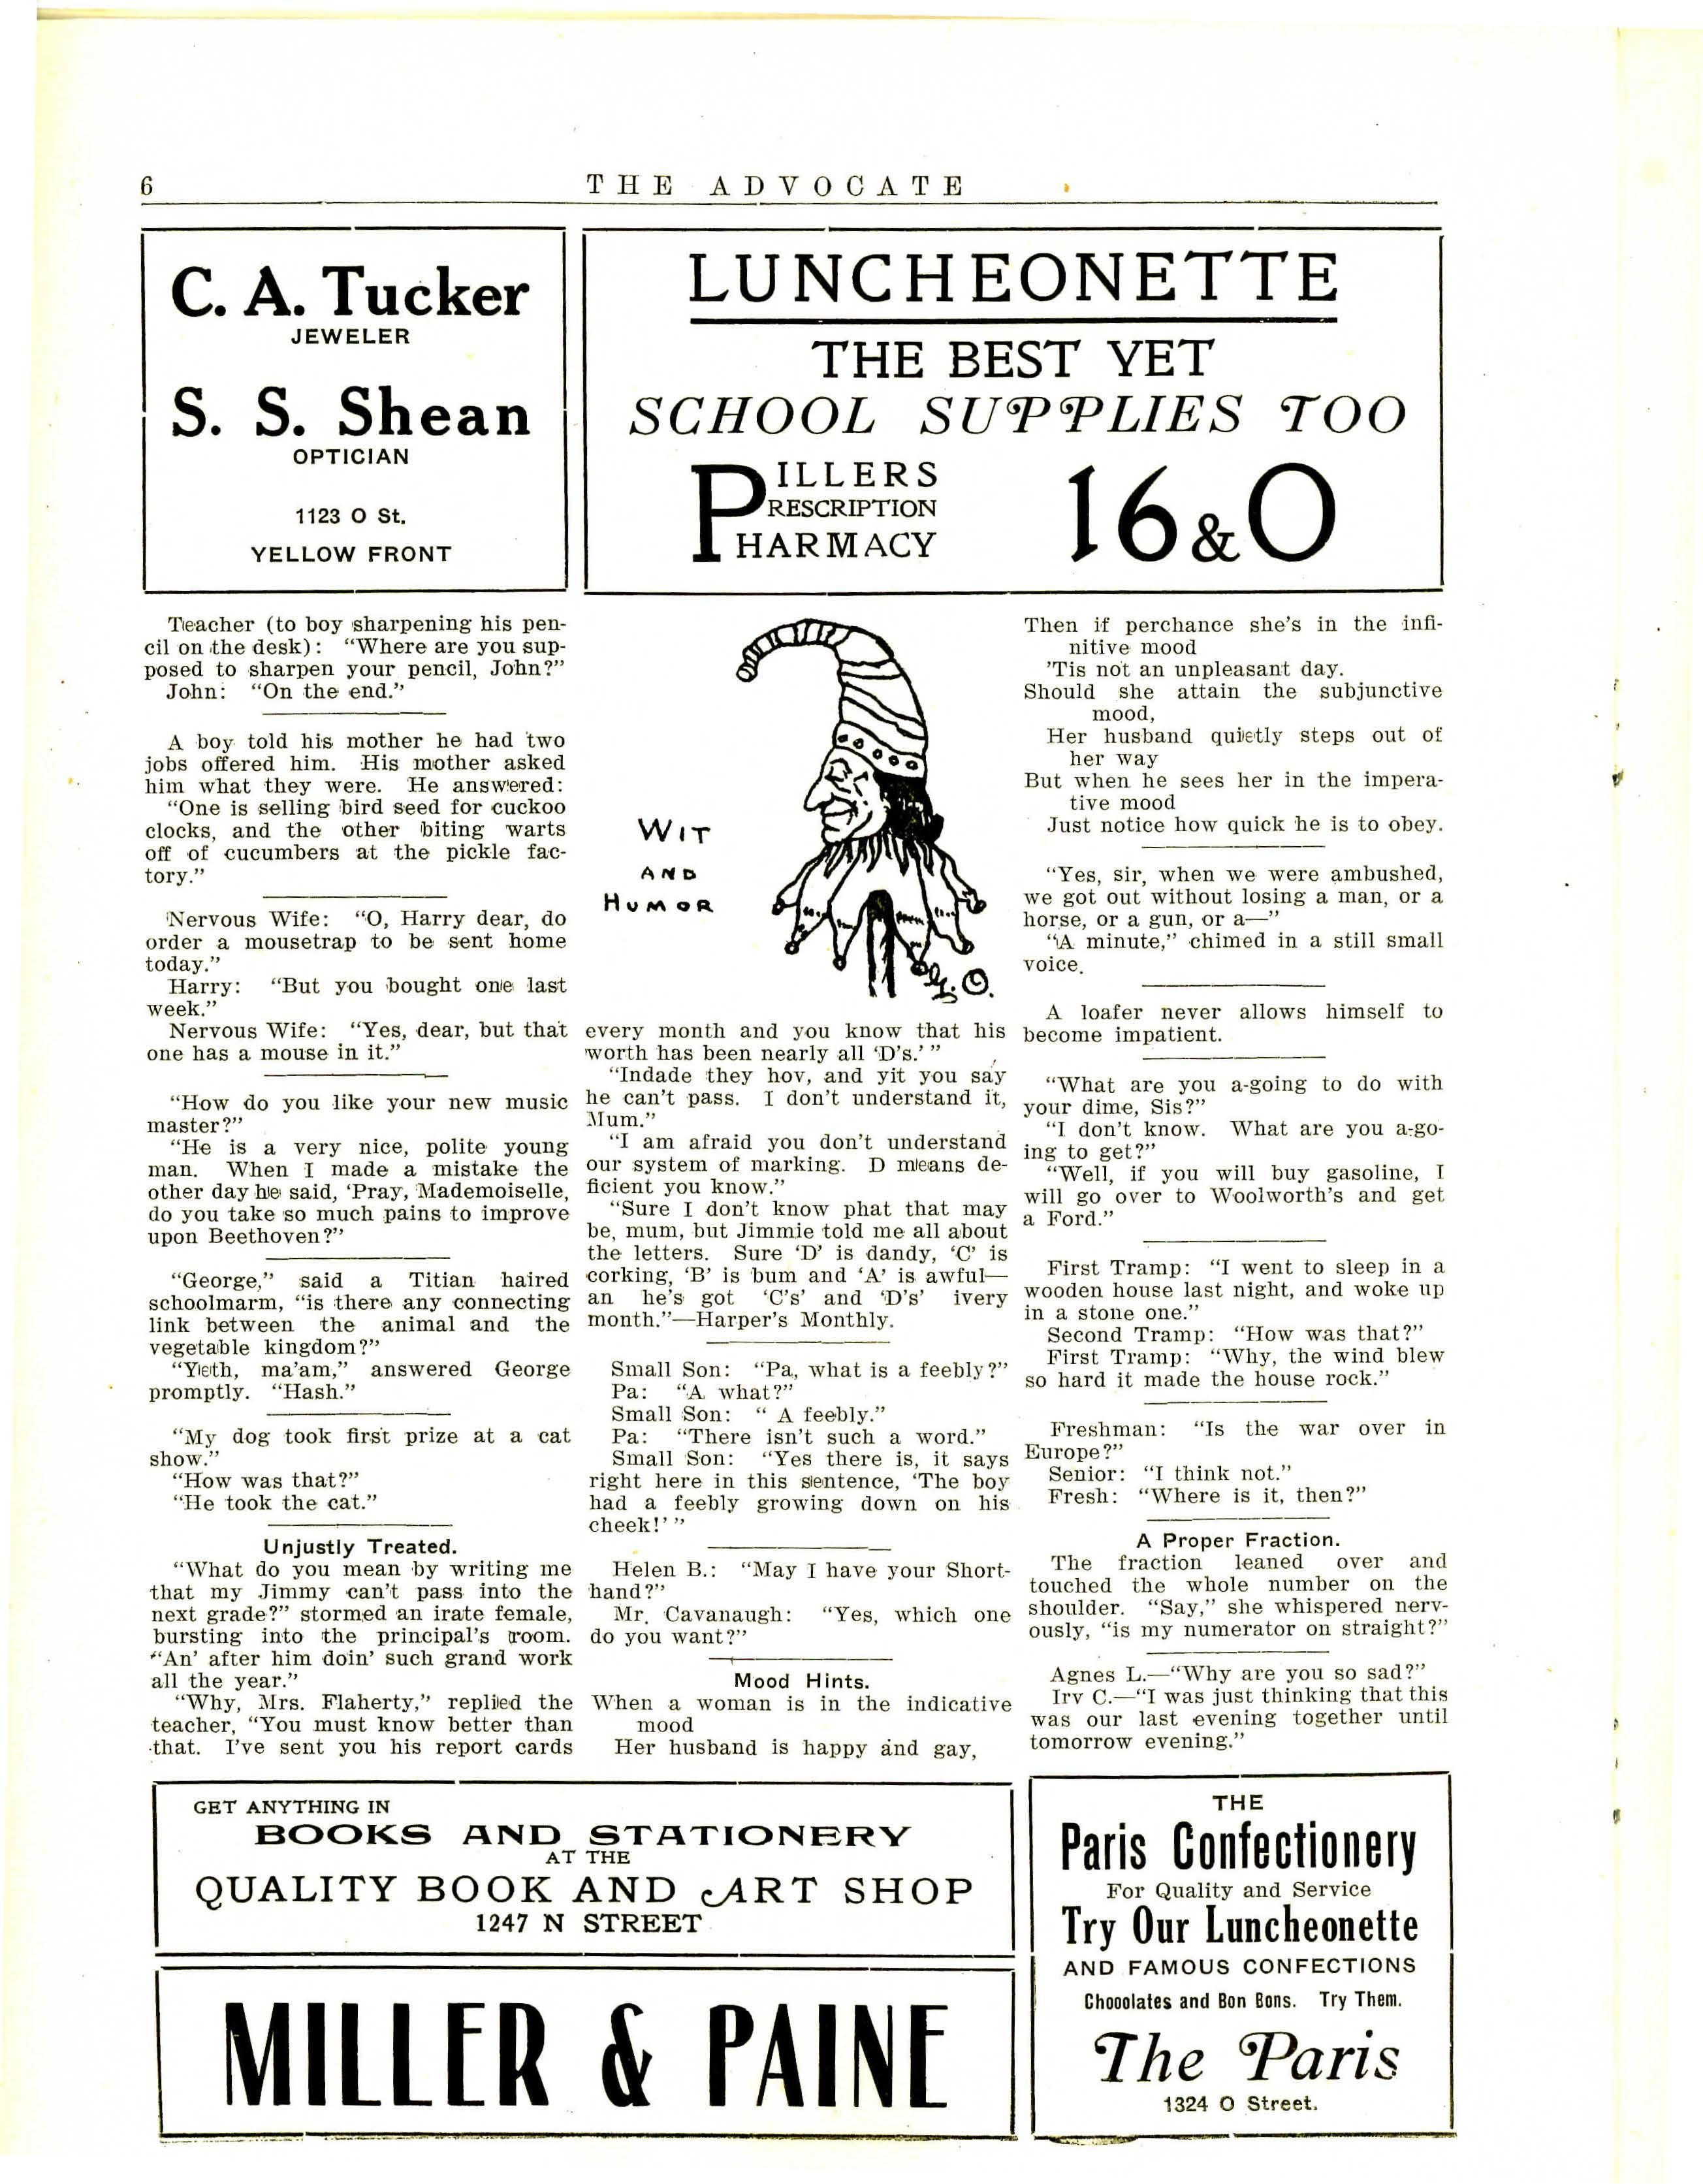 6
THE ADVOCATE
C. A. Tucker
JEWELER
S. S. Shean
OPTICIAN
1123 O St.
YELLOW FRONT
LUNCHEONETTE
THE BEST YET
SCHOOL SUPPLIES TOO
PILLERS
PRESCRIPTION
PHARMACY
16 & O
Teacher (to boy sharpening his pen-
cil on the desk): "Where are you sup-
posed to sharpen your pencil, John?"
John: "On the end."
A boy told his mother he had two
jobs offered him. His mother asked
him what they were. He answered:
"One is selling bird seed for cuckoo
clocks, and the other biting warts
off of cucumbers at the pickle fac-
tory."
Nervous Wife: "O, Harry dear, do
order a mousetrap to be sent home
today."
Harry: "But you bought one last
week."
Nervous Wife: "Yes, dear, but that
one has a mouse in it."
"How do you like your new music
master?"
"He is a very nice, polite young
man. When I made a mistake the
other day he said, 'Pray, Mademoiselle,
do you take so much pains to improve
upon Beethoven?"
"George," said a Titian haired
schoolmarm, "is there any connecting
link between the animal and the
vegetable kingdom?"
"Yeth, ma'am," answered George
promptly. "Hash."
"My dog took first prize at a cat
show."
"How was that?"
"He took the cat."
Unjustly Treated.
"What do you mean by writing me
that my Jimmy can't pass into the
next grade?" stormed an irate female,
bursting into the principal's room.
"An' after him doin' such grand work
all the year."
"Why, Mrs. Flaherty," replied the
teacher, "You must know better than
that. I've sent you his report cards
WIT
AND
HUMOR
Y.O.
every month and you know that his
worth has been nearly all 'D's.' "
"Indade they hov, and yit you say
he can't pass. I don't understand it,
Mum."
"I am afraid you don't understand
our system of marking. D means de-
ficient you know."
"Sure I don't know phat that may
be, mum, but Jimmie told me all about
the letters. Sure 'D' is dandy, 'C' is
corking, 'B' is bum and 'A' is awful—
an he's got 'C's' and 'D's' ivery
month."—Harper's Monthly.
Small Son: "Pa, what is a feebly?"
Pa: "A what?"
Small Son: " A feebly."
Pa: "There isn't such a word."
Small Son: "Yes there is, it says
right here in this sentence, 'The boy
had a feebly growing down on his
cheek!' "
Helen B.: "May I have your Short-
hand?"
Mr. Cavanaugh: "Yes, which one
do you want?"
Mood Hints.
When a woman is in the indicative
mood
Her husband is happy and gay,
Then if perchance she's in the infi-
nitive mood
'Tis not an unpleasant day.
Should she attain the subjunctive
mood,
Her husband quietly steps out of
her way
But when he sees her in the impera-
tive mood
Just notice how quick he is to obey.
"Yes, sir, when we were ambushed,
we got out without losing a man, or a
horse, or a gun, or a—"
"A minute," chimed in a still small
voice.
A loafer never allows himself to
become impatient.
"What are you a-going to do with
your dime, Sis?"
"I don't know. What are you a-go-
ing to get?"
"Well, if you will buy gasoline, I
will go over to Woolworth's and get
a Ford."
First Tramp: "I went to sleep in a
wooden house last night, and woke up
in a stone one."
Second Tramp: "How was that?"
First Tramp: "Why, the wind blew
so hard it made the house rock."
Freshman: "Is the war over in
Europe?"
Senior: "I think not."
Fresh: "Where is it, then?"
A Proper Fraction.
The fraction leaned over and
touched the whole number on the
shoulder. "Say," she whispered nerv-
ously, "is my numerator on straight?"
Agnes L.—"Why are you so sad?"
Irv C.—"I was just thinking that this
was our last evening together until
tomorrow evening."
GET ANYTHING IN
BOOKS AND STATIONERY
AT THE
QUALITY BOOK AND ART SHOP
1247 N STREET
MILLER & PAINE
THE
Paris Confectionery
For Quality and Service
Try Our Luncheonette
AND FAMOUS CONFECTIONS
Chooolates and Bon Bons. Try Them.
The Paris
1324 O Street.